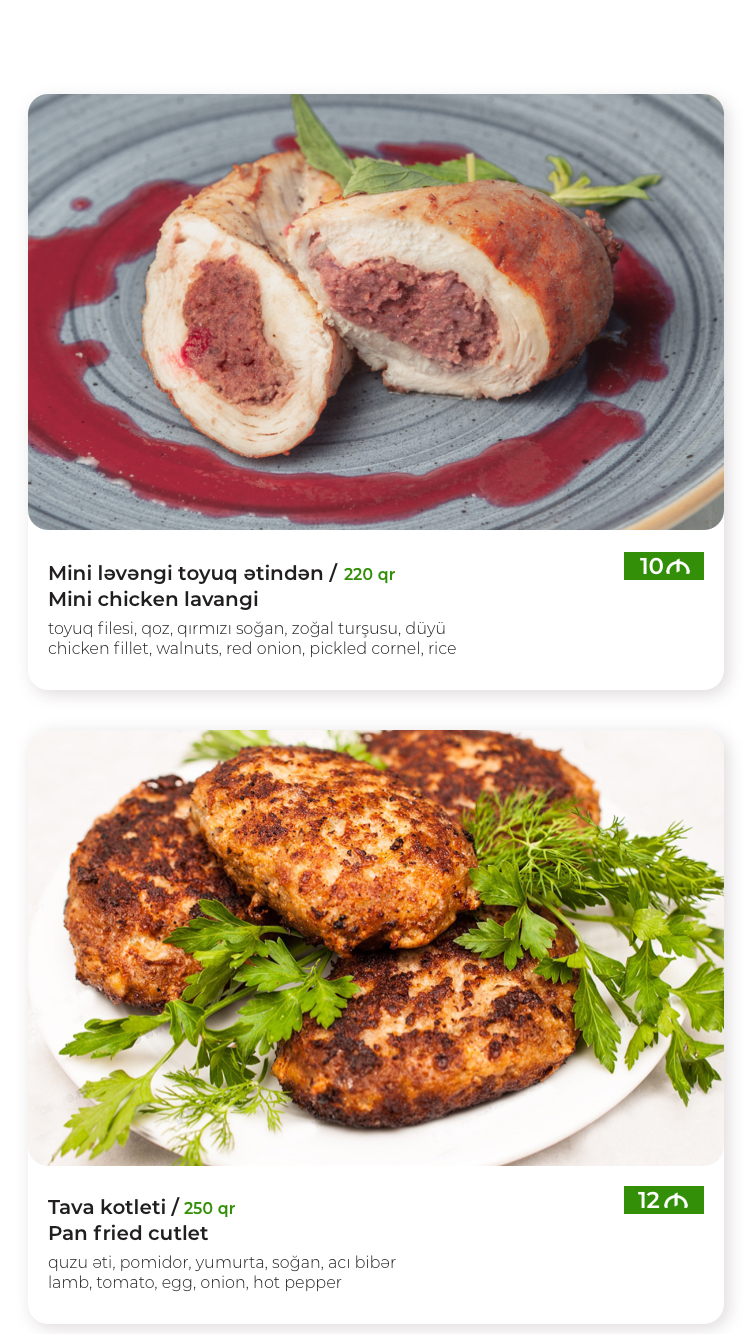 Mini ləvəngi toyuq ətindən / 220 qr
10₼
Mini chicken lavangi
toyuq filesi, qoz, qırmızı soğan, zoğal turşusu, düyü
chicken fillet, walnuts, red onion, pickled cornel, rice
Tava kotleti / 250 qr
12₼
Pan fried cutlet
quzu əti, pomidor, yumurta, soğan, acı bibər
lamb, tomato, egg, onion, hot pepper